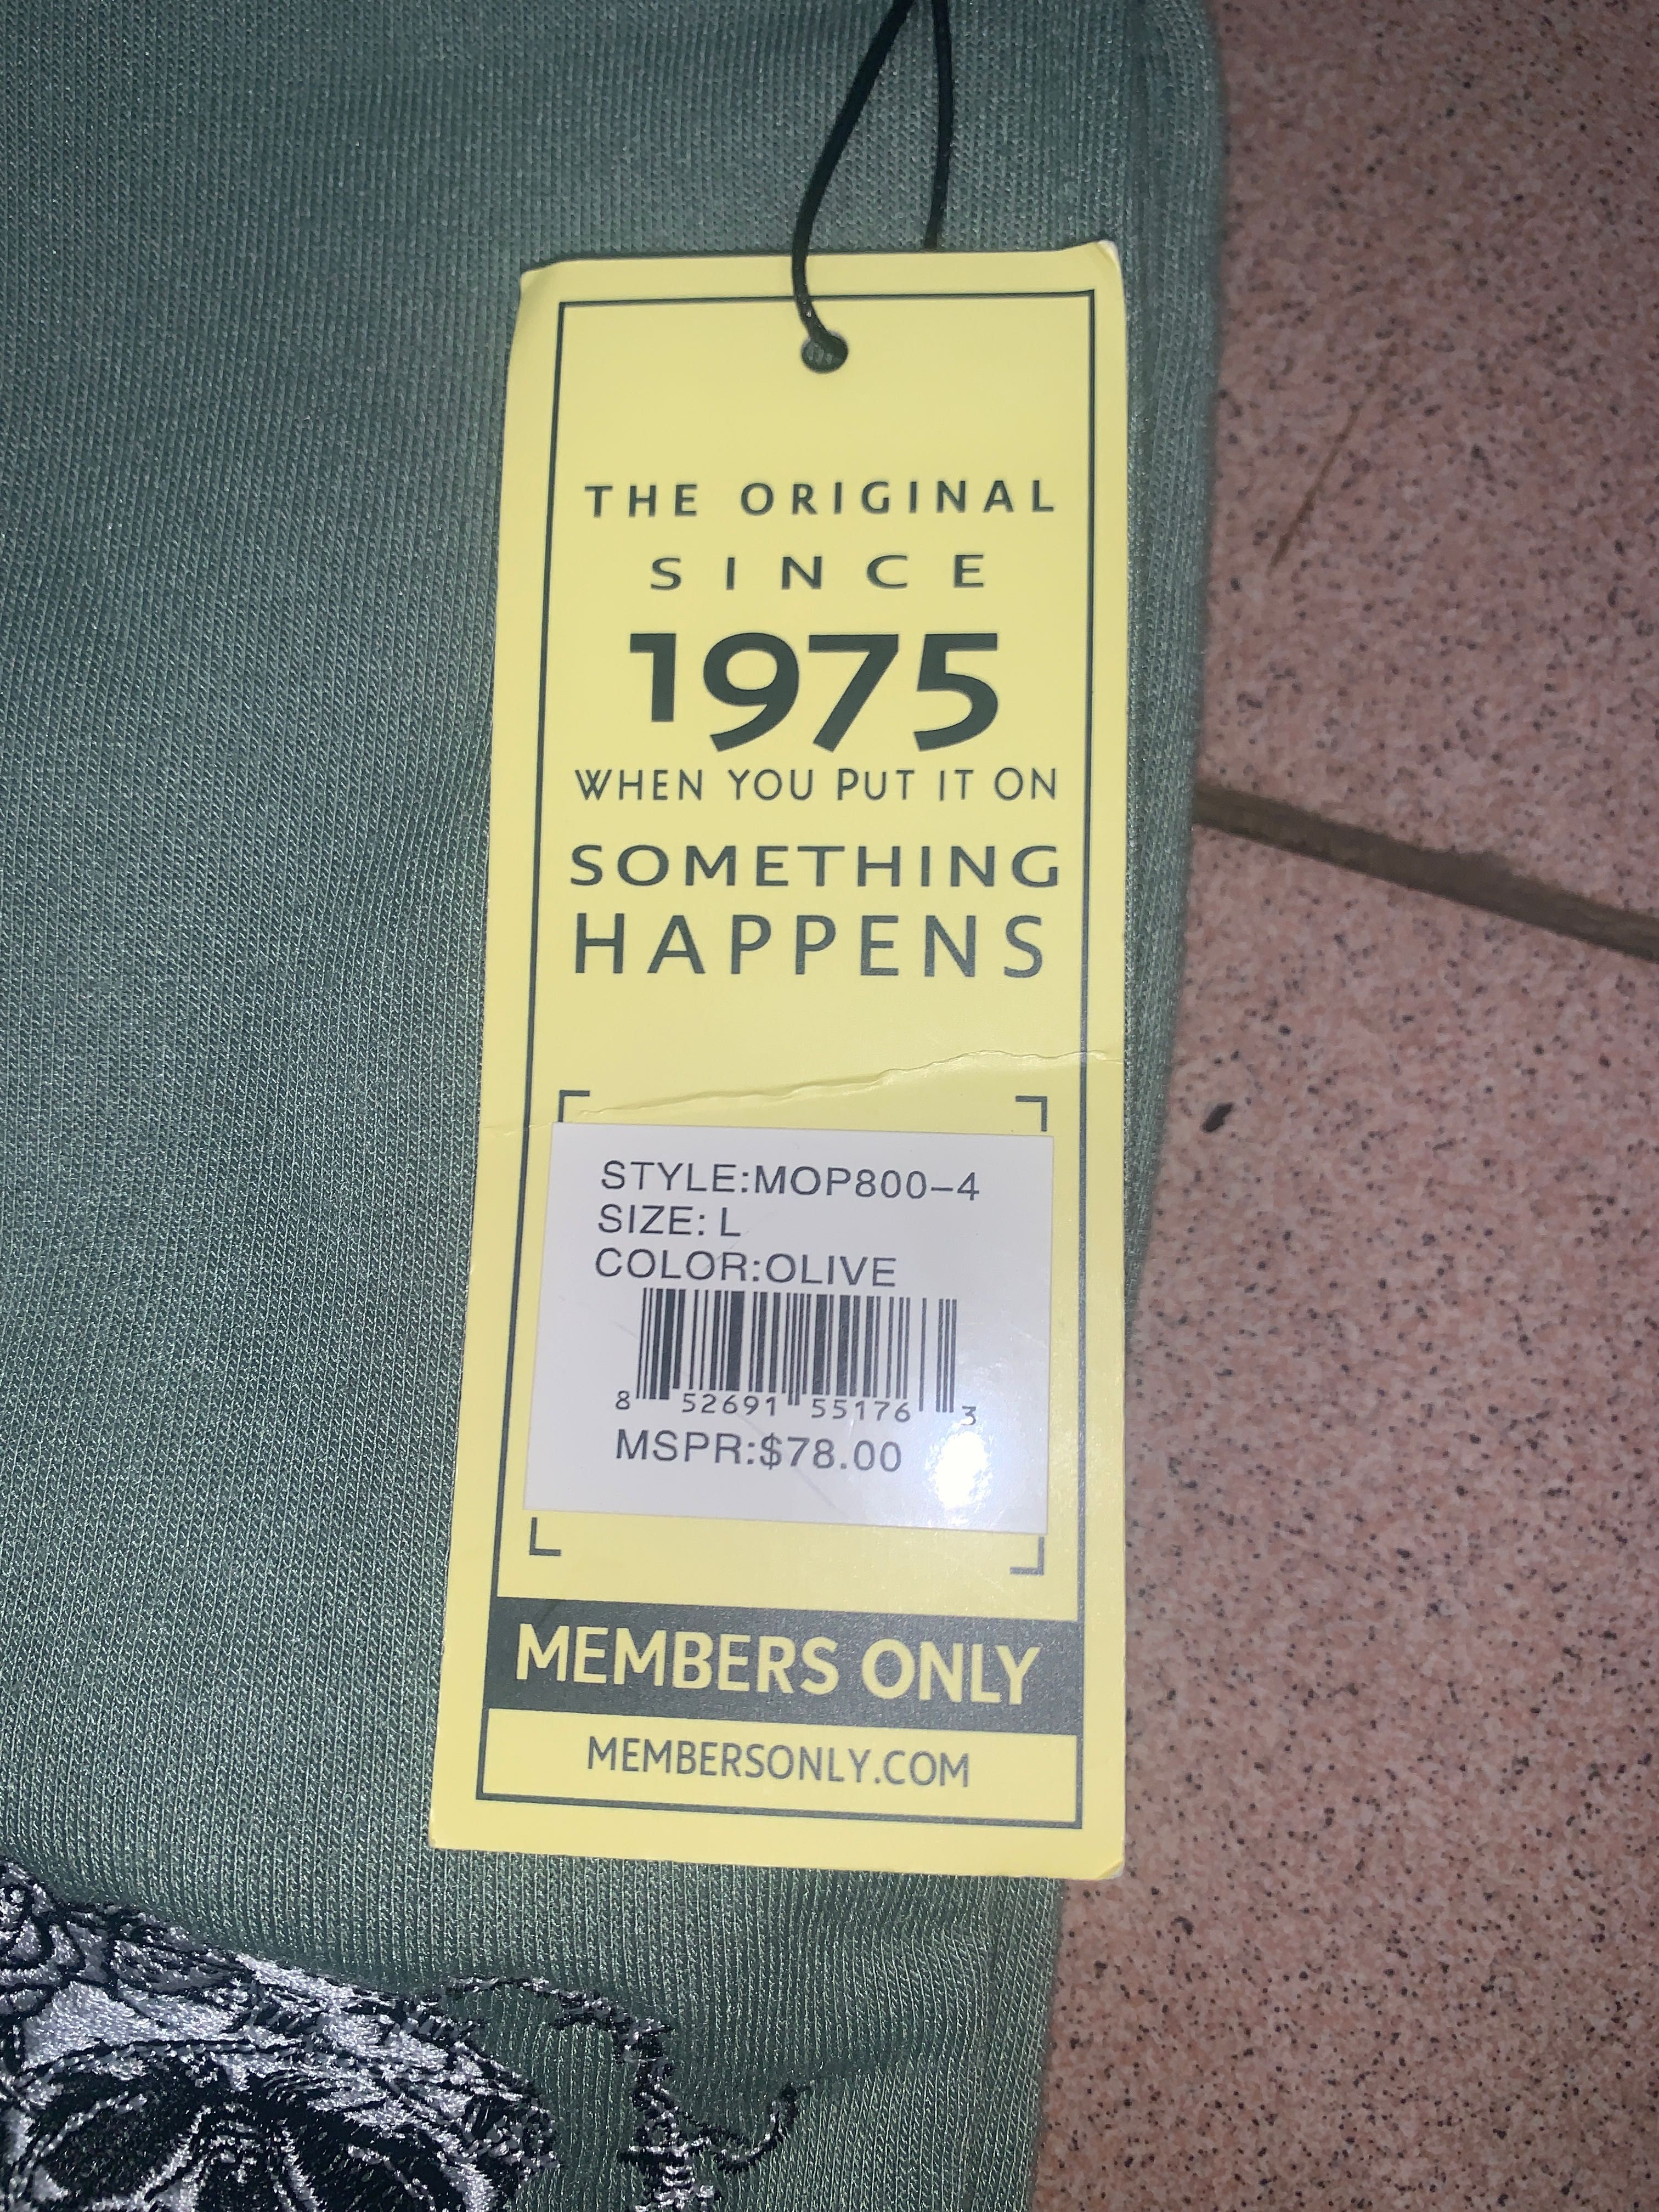 THE ORIGINAL
SINCE
1975
WHEN YOU PUT IT ON
SOMETHING
HAPPENS
STYLE:MOP800-4
SIZE: L
COLOR:OLIVE
8 52691 55176 3
MSPR:$78.00
MEMBERS ONLY
MEMBERSONLY.COM